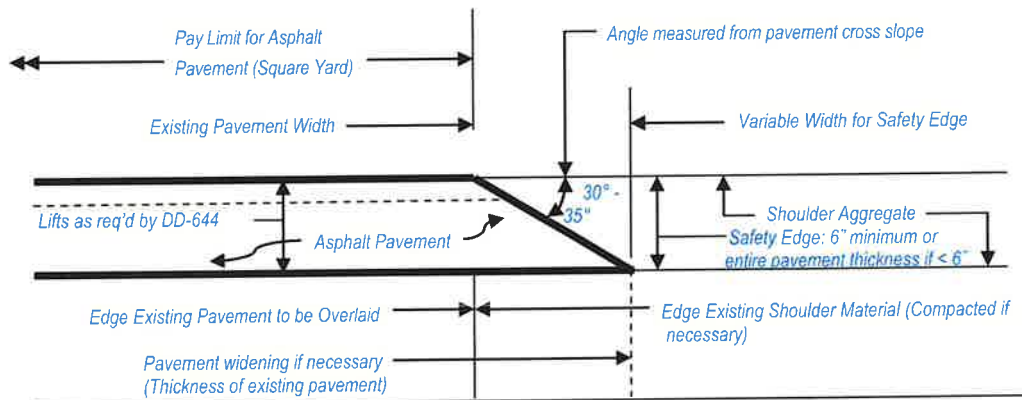 Pay Limit for Asphalt
Pavement (Square Yard)
Angle measured from pavement cross slope
Existing Pavement Width
Variable Width for Safety Edge
30° -
35°
Lifts as req'd by DD-644
Asphalt Pavement
Shoulder Aggregate
Safety Edge: 6" minimum or
entire pavement thickness if < 6"
Edge Existing Pavement to be Overlaid
Edge Existing Shoulder Material (Compacted if
necessary)
Pavement widening if necessary
(Thickness of existing pavement)